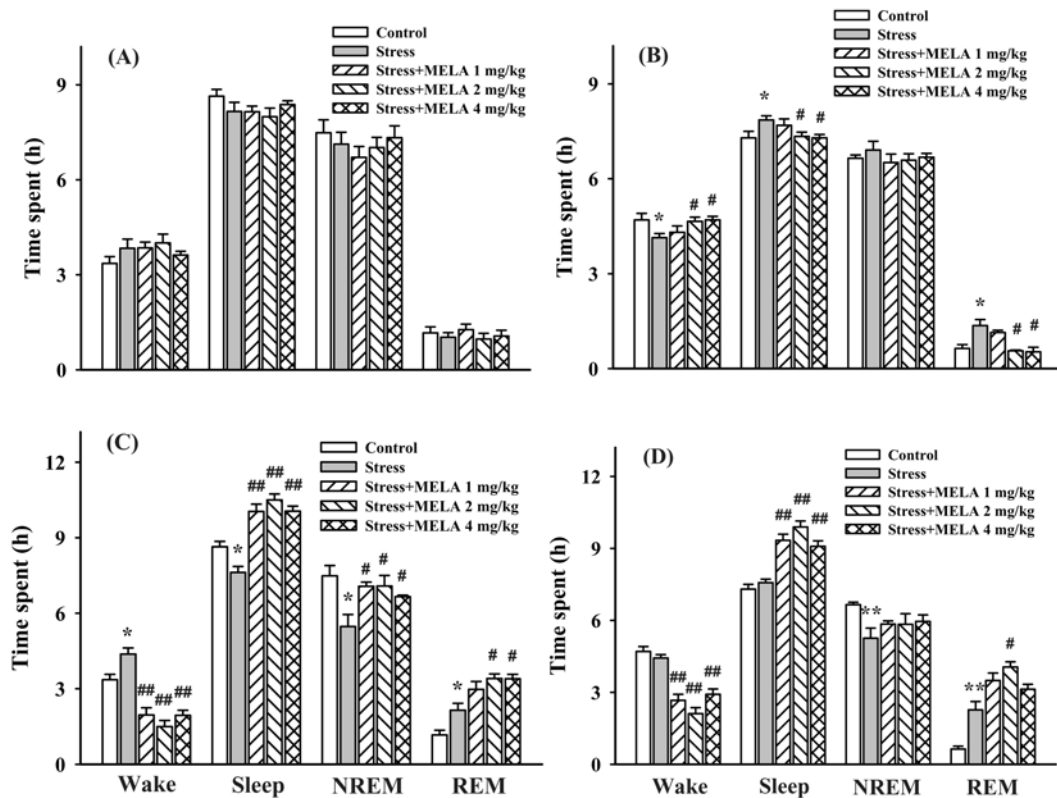 (A)
Control
Stress
Stress+MELA 1 mg/kg
Stress+MELA 2 mg/kg
Stress+MELA 4 mg/kg
Time spent (h)
9
6
3
0
(B)
Control
Stress
Stress+MELA 1 mg/kg
Stress+MELA 2 mg/kg
Stress+MELA 4 mg/kg
Time spent (h)
9
6
3
0
* # #
* # #
* # #
(C)
Control
Stress
Stress+MELA 1 mg/kg
Stress+MELA 2 mg/kg
Stress+MELA 4 mg/kg
Time spent (h)
12
9
6
3
0
* ## ## ##
* ## ## ##
* # # #
* # #
Wake Sleep NREM REM
(D)
Control
Stress
Stress+MELA 1 mg/kg
Stress+MELA 2 mg/kg
Stress+MELA 4 mg/kg
Time spent (h)
12
9
6
3
0
## ## ##
## ## ##
**
** #
Wake Sleep NREM REM